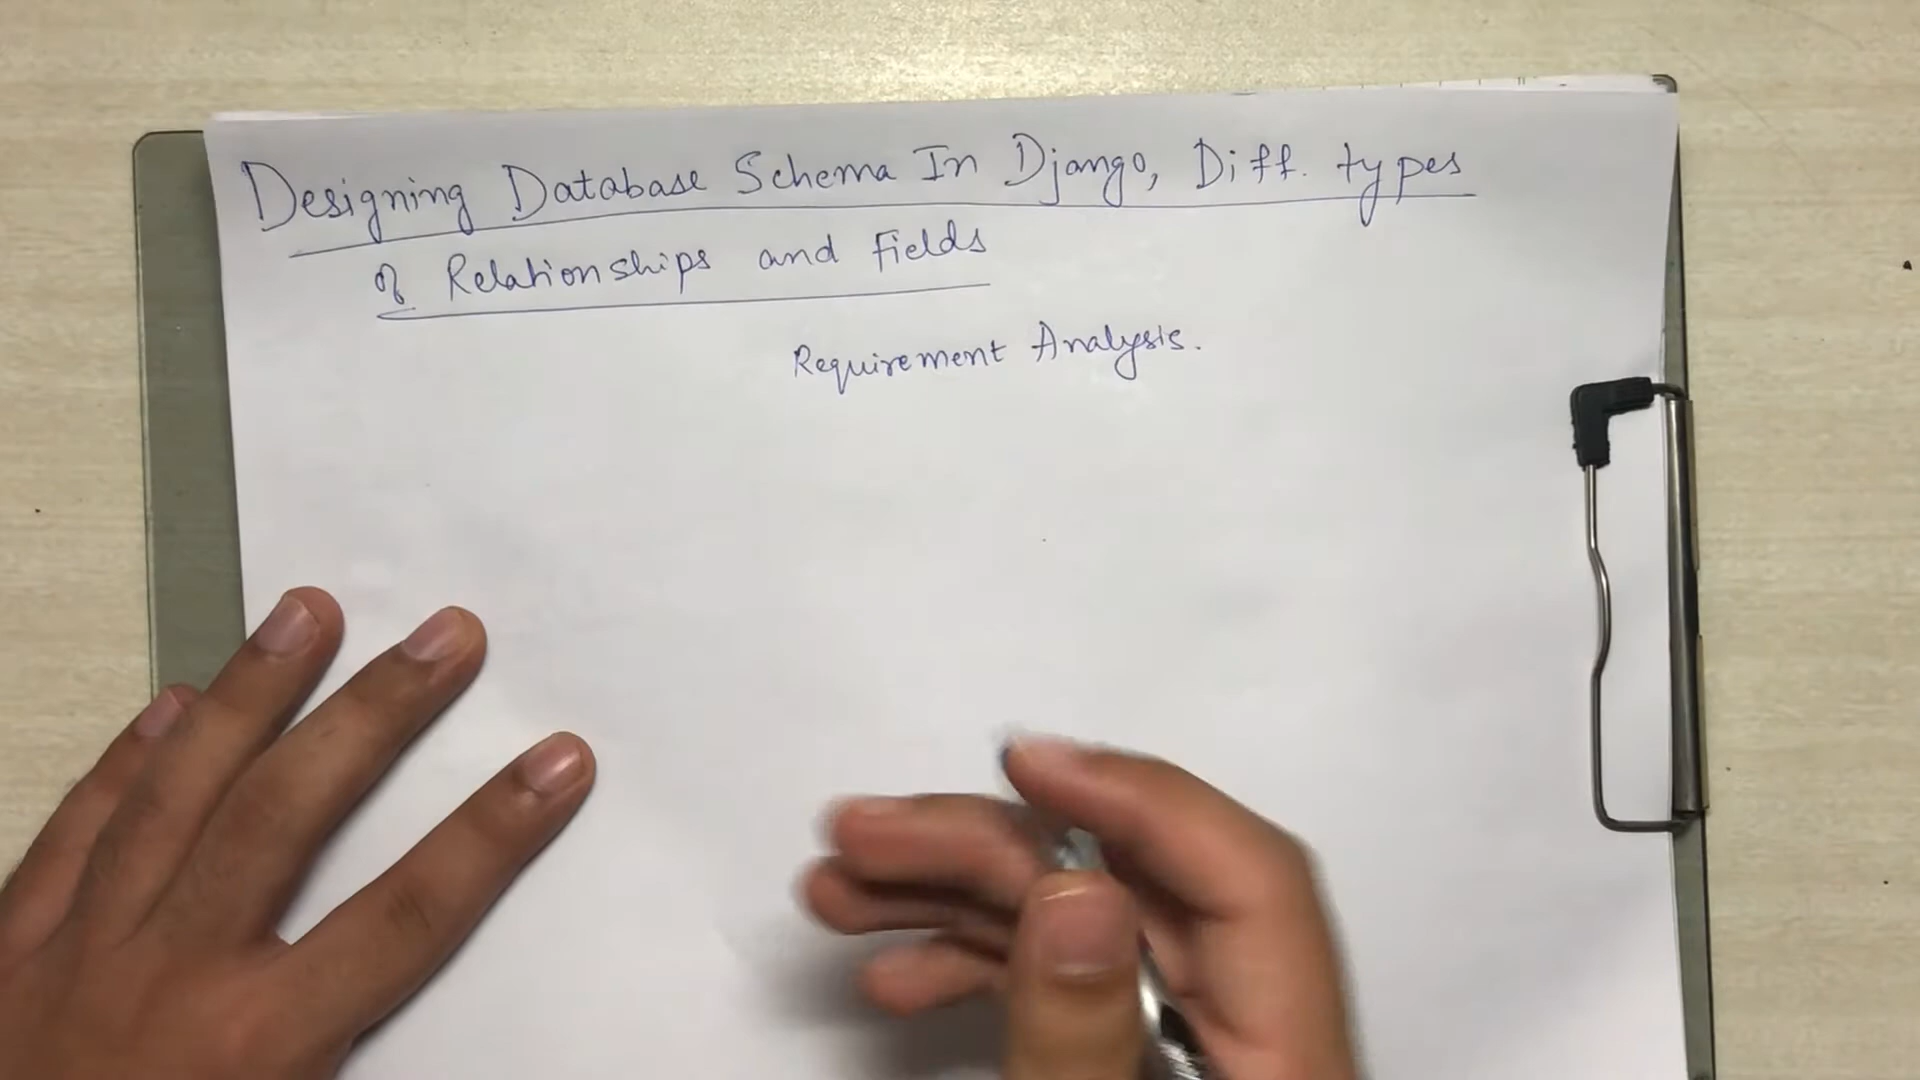 Designing Database Schema In Django, Diff. types
of Relationships and fields
Requirement Analysis.